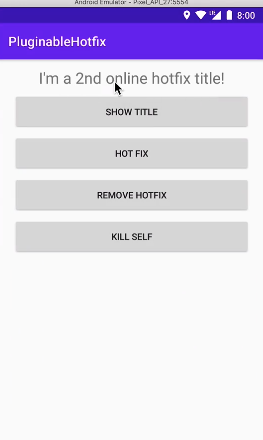 Android Emulator - Pixel_API_27:5554
8:00
PluginableHotfix
I'm a 2nd online hotfix title!
SHOW TITLE
HOT FIX
REMOVE HOTFIX
KILL SELF